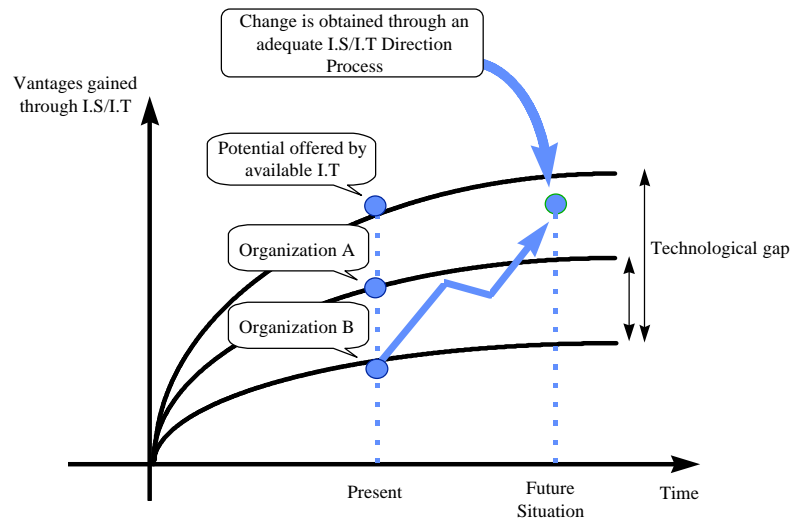 Change is obtained through an
adequate I.S/I.T Direction
Process
Vantages gained
through I.S/I.T
Potential offered by
available I.T
Organization A
Technological gap
Organization B
Present
Future
Situation
Time